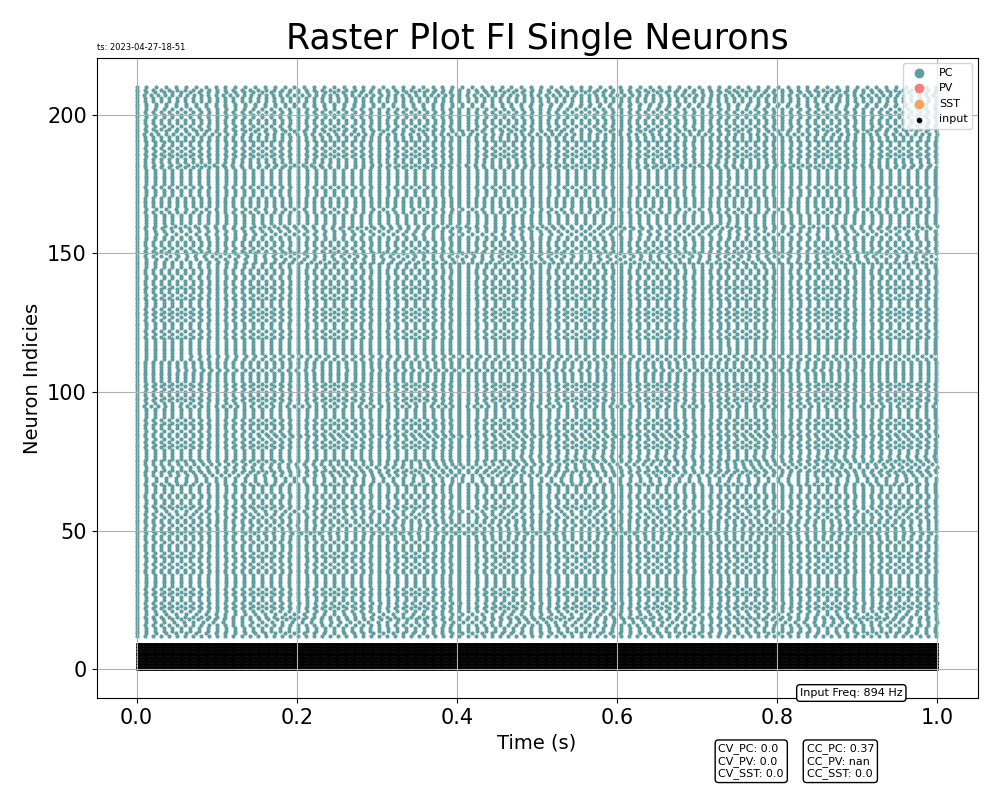 Raster Plot FI Single Neurons
ts: 2023-04-27-18-51
PC
PV
SST
input
200
150
100
50
0
Neuron Indicies
0.0 0.2 0.4 0.6 0.8 1.0
Time (s)
Input Freq: 894 Hz
CV_PC: 0.0
CV_PV: 0.0
CV_SST: 0.0
CC_PC: 0.37
CC_PV: nan
CC_SST: 0.0